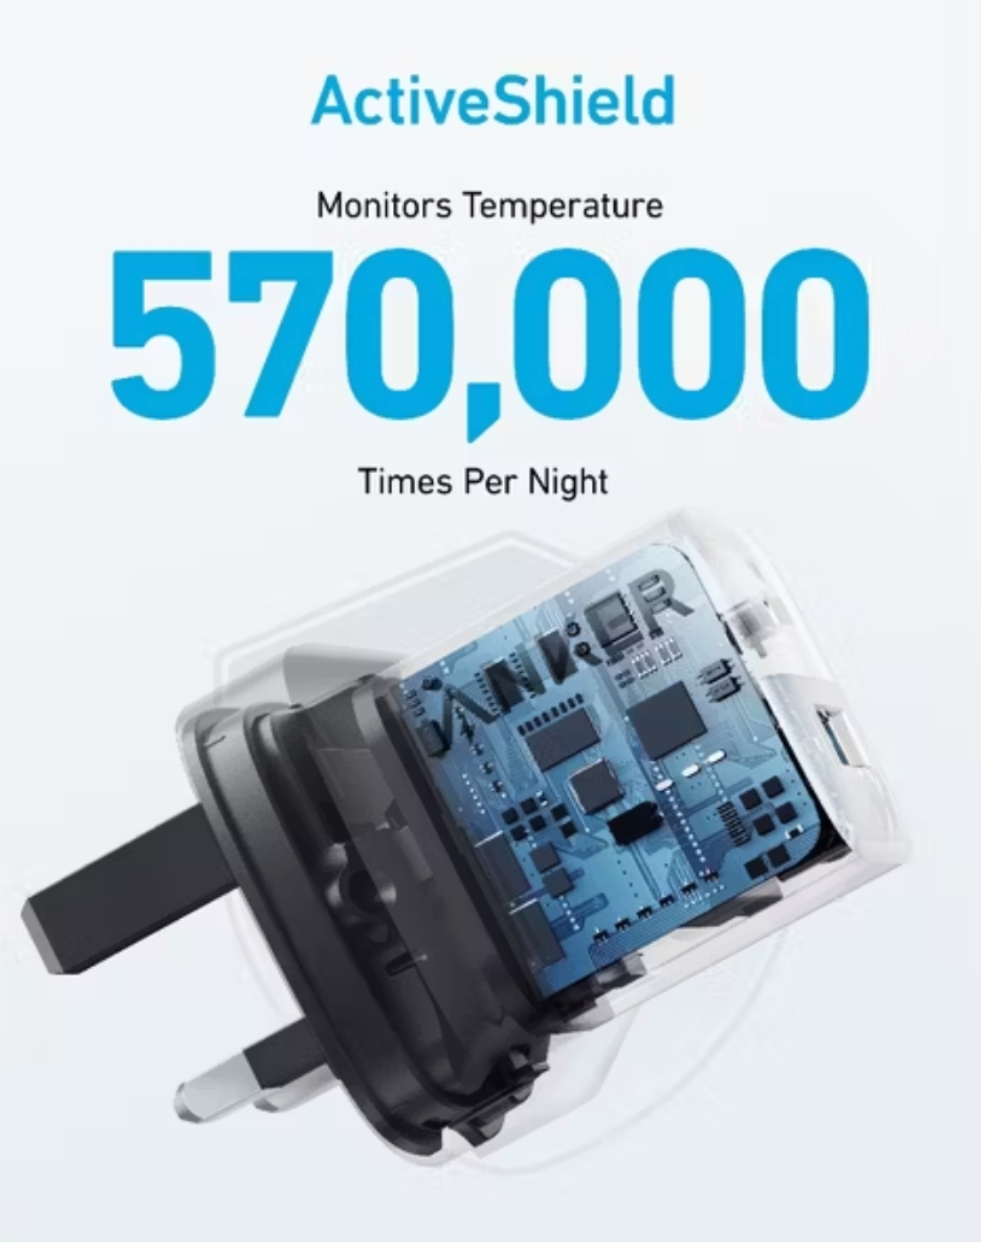 ActiveShield
Monitors Temperature
570,000
Times Per Night
ANKER